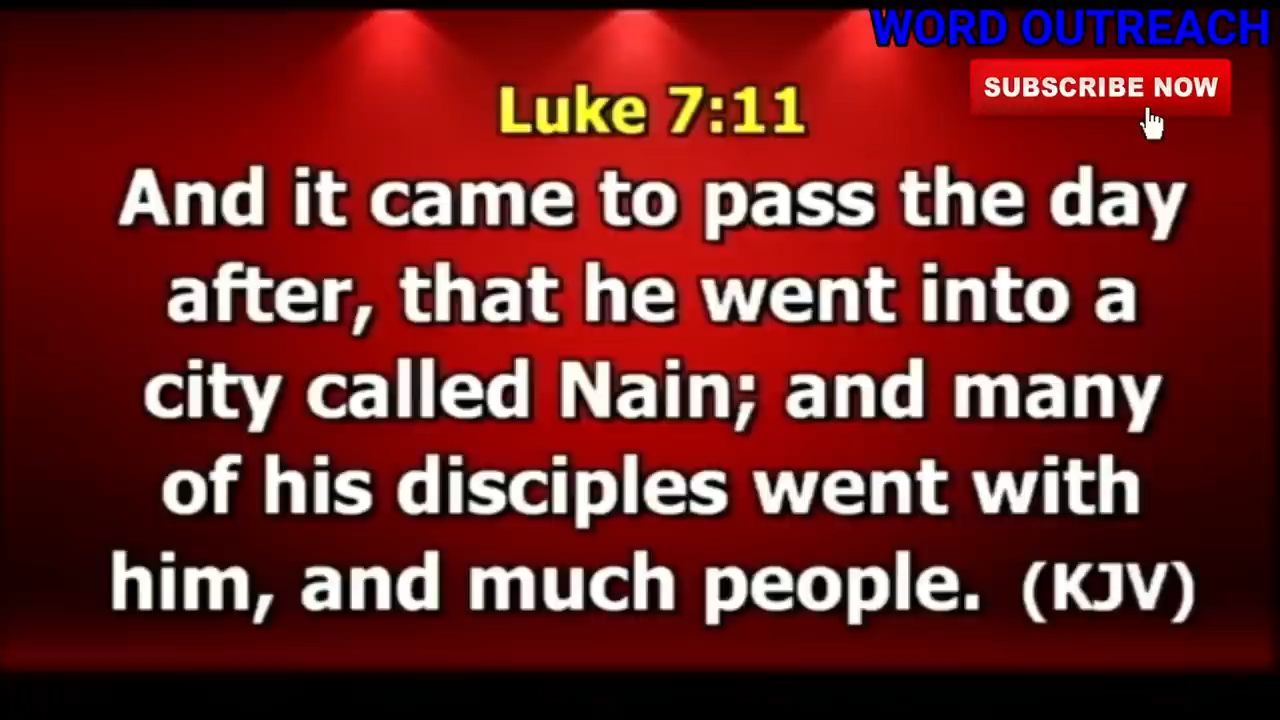 WORD OUTREACH
SUBSCRIBE NOW
Luke 7:11
And it came to pass the day
after, that he went into a
city called Nain; and many
of his disciples went with
him, and much people. (KJV)